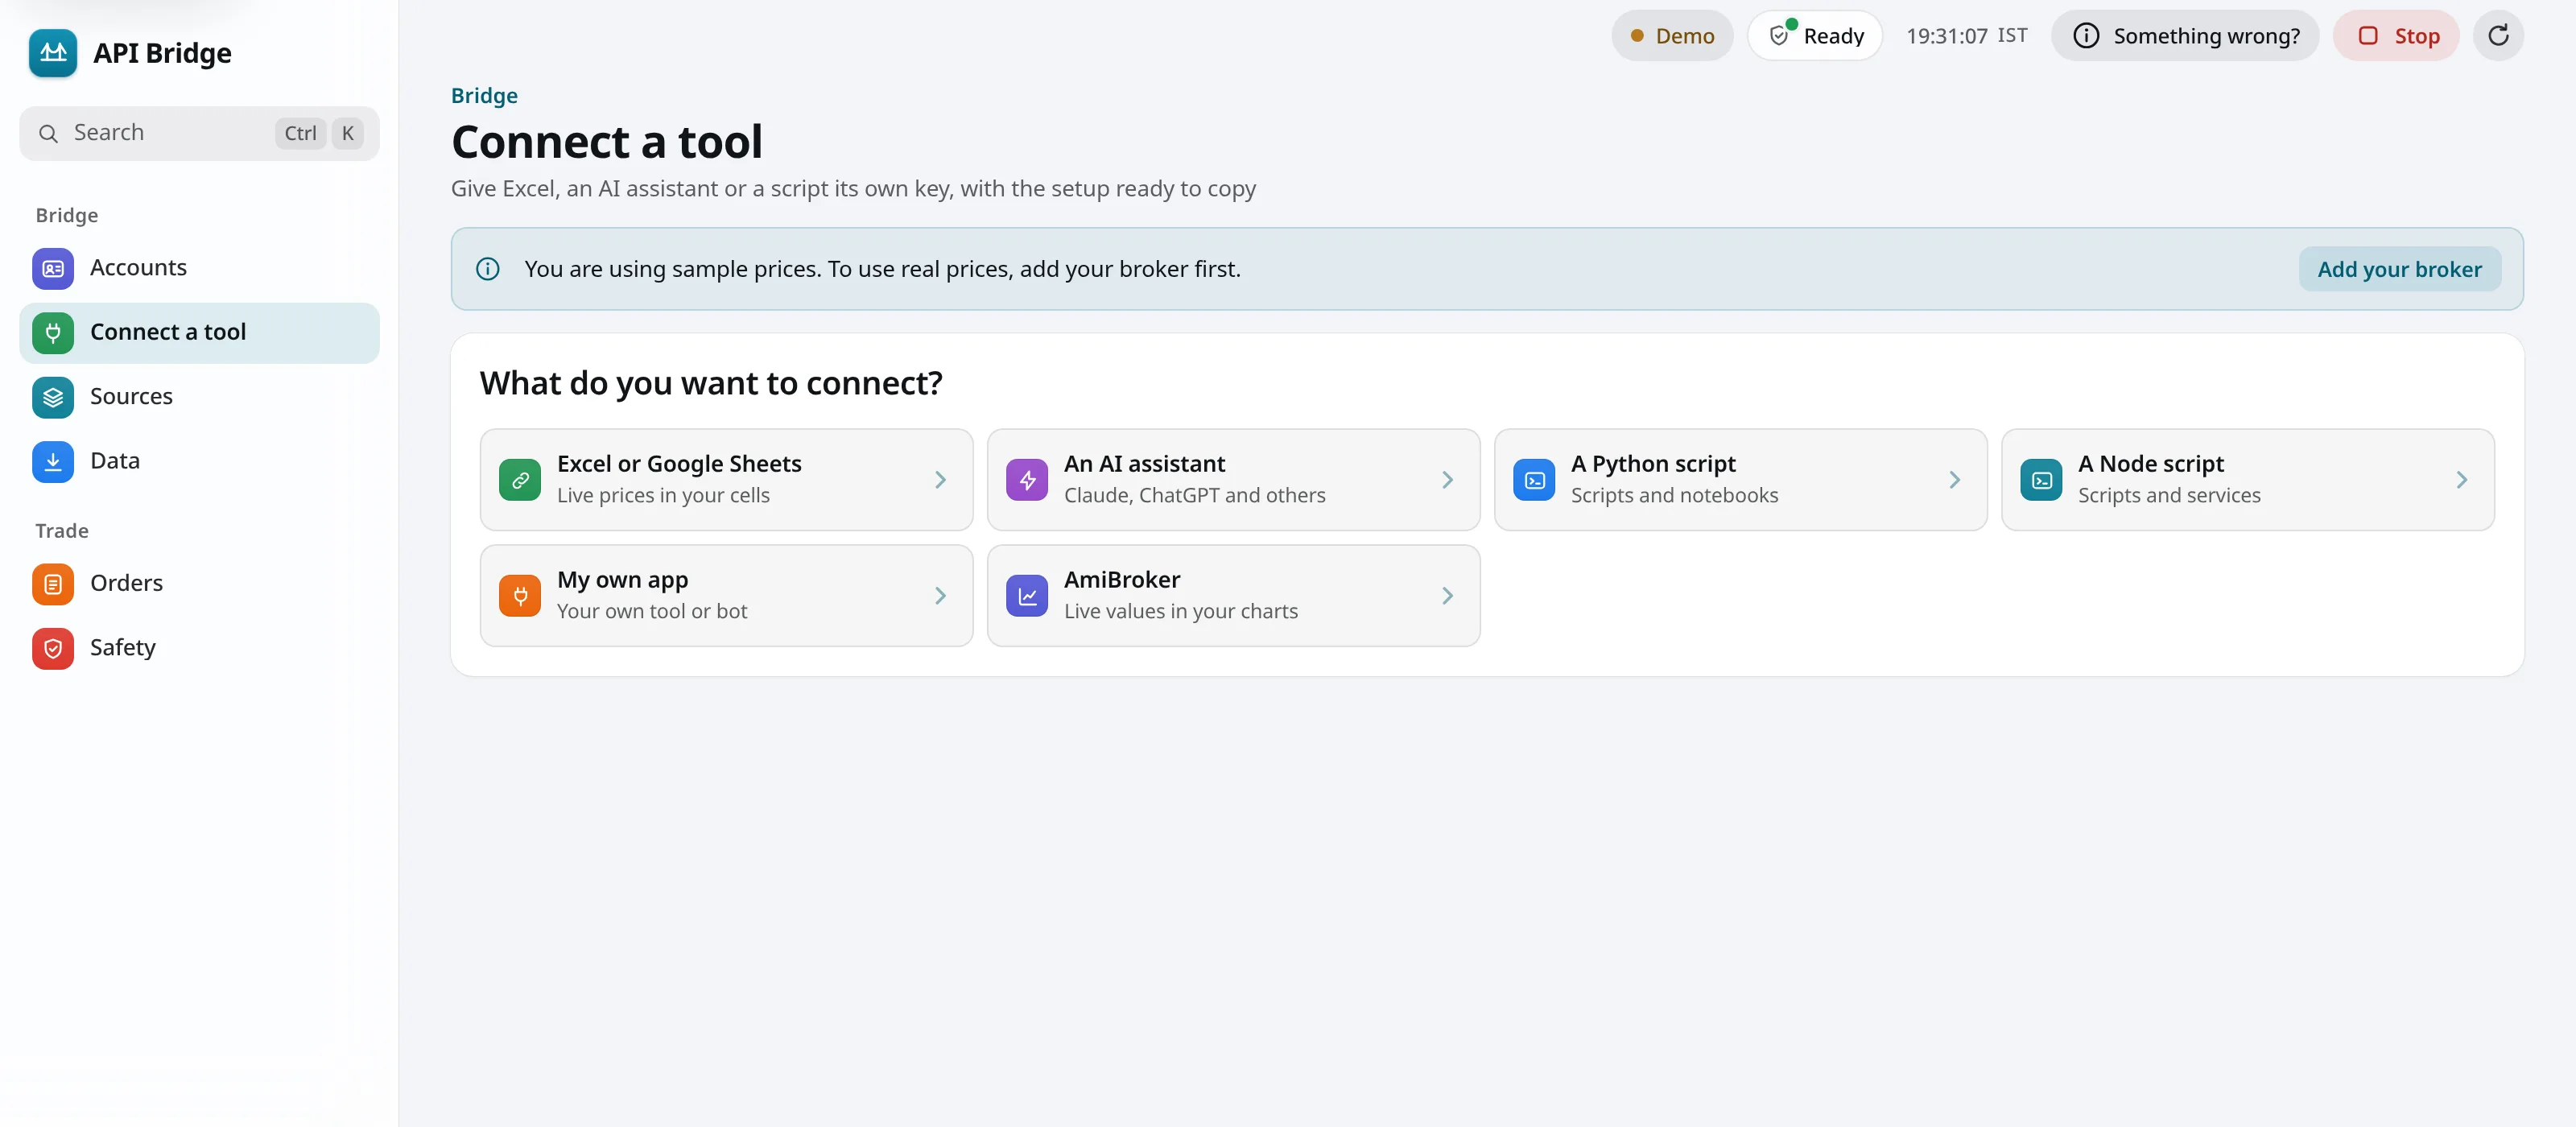 API Bridge
Search Ctrl K
Bridge
Accounts
Connect a tool
Sources
Data
Trade
Orders
Safety
Demo Ready 19:31:07 IST Something wrong? Stop
Bridge
Connect a tool
Give Excel, an AI assistant or a script its own key, with the setup ready to copy
You are using sample prices. To use real prices, add your broker first. Add your broker
What do you want to connect?
Excel or Google Sheets
Live prices in your cells
An AI assistant
Claude, ChatGPT and others
A Python script
Scripts and notebooks
A Node script
Scripts and services
My own app
Your own tool or bot
AmiBroker
Live values in your charts